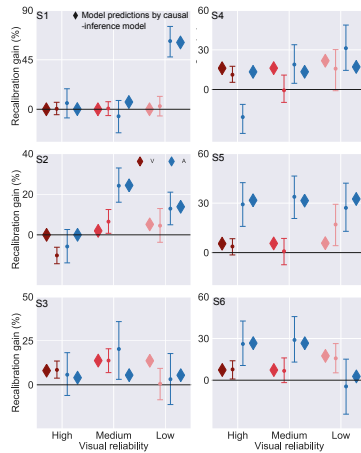 S1
Model predictions by causal
-inference model
90
45
0
Recalibration gain (%)
S4
60
30
0
S2
V A
40
20
0
Recalibration gain (%)
S5
60
30
0
S3
50
25
0
Recalibration gain (%)
High Medium Low
Visual reliability
S6
60
30
0
High Medium Low
Visual reliability